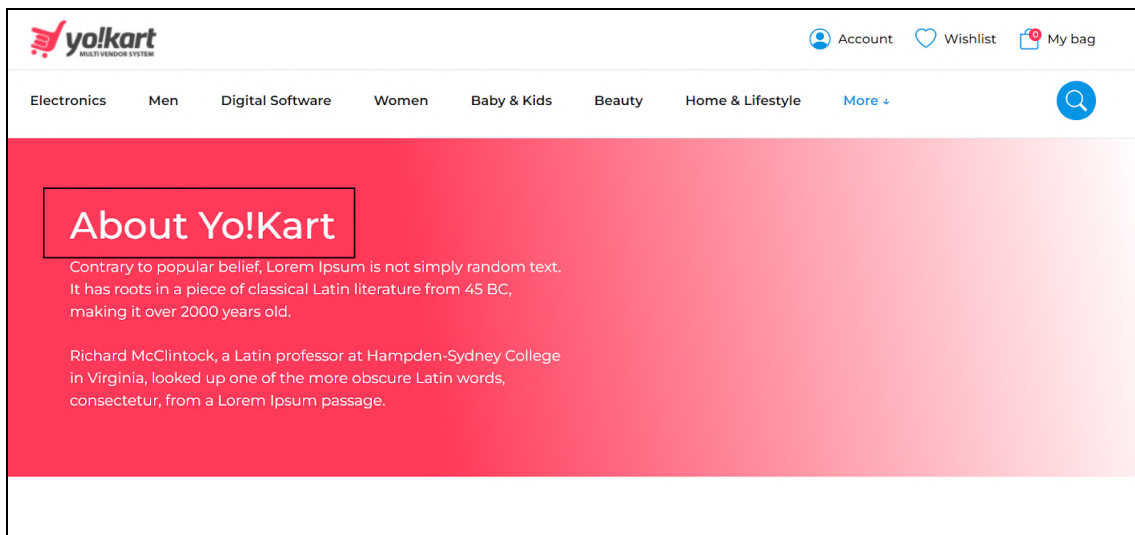 yo!kart
MULTI VENDOR SYSTEM
Account Wishlist 0 My bag
Electronics Men Digital Software Women Baby & Kids Beauty Home & Lifestyle More ↓
About Yo!Kart
Contrary to popular belief, Lorem Ipsum is not simply random text.
It has roots in a piece of classical Latin literature from 45 BC,
making it over 2000 years old.
Richard McClintock, a Latin professor at Hampden-Sydney College
in Virginia, looked up one of the more obscure Latin words,
consectetur, from a Lorem Ipsum passage.